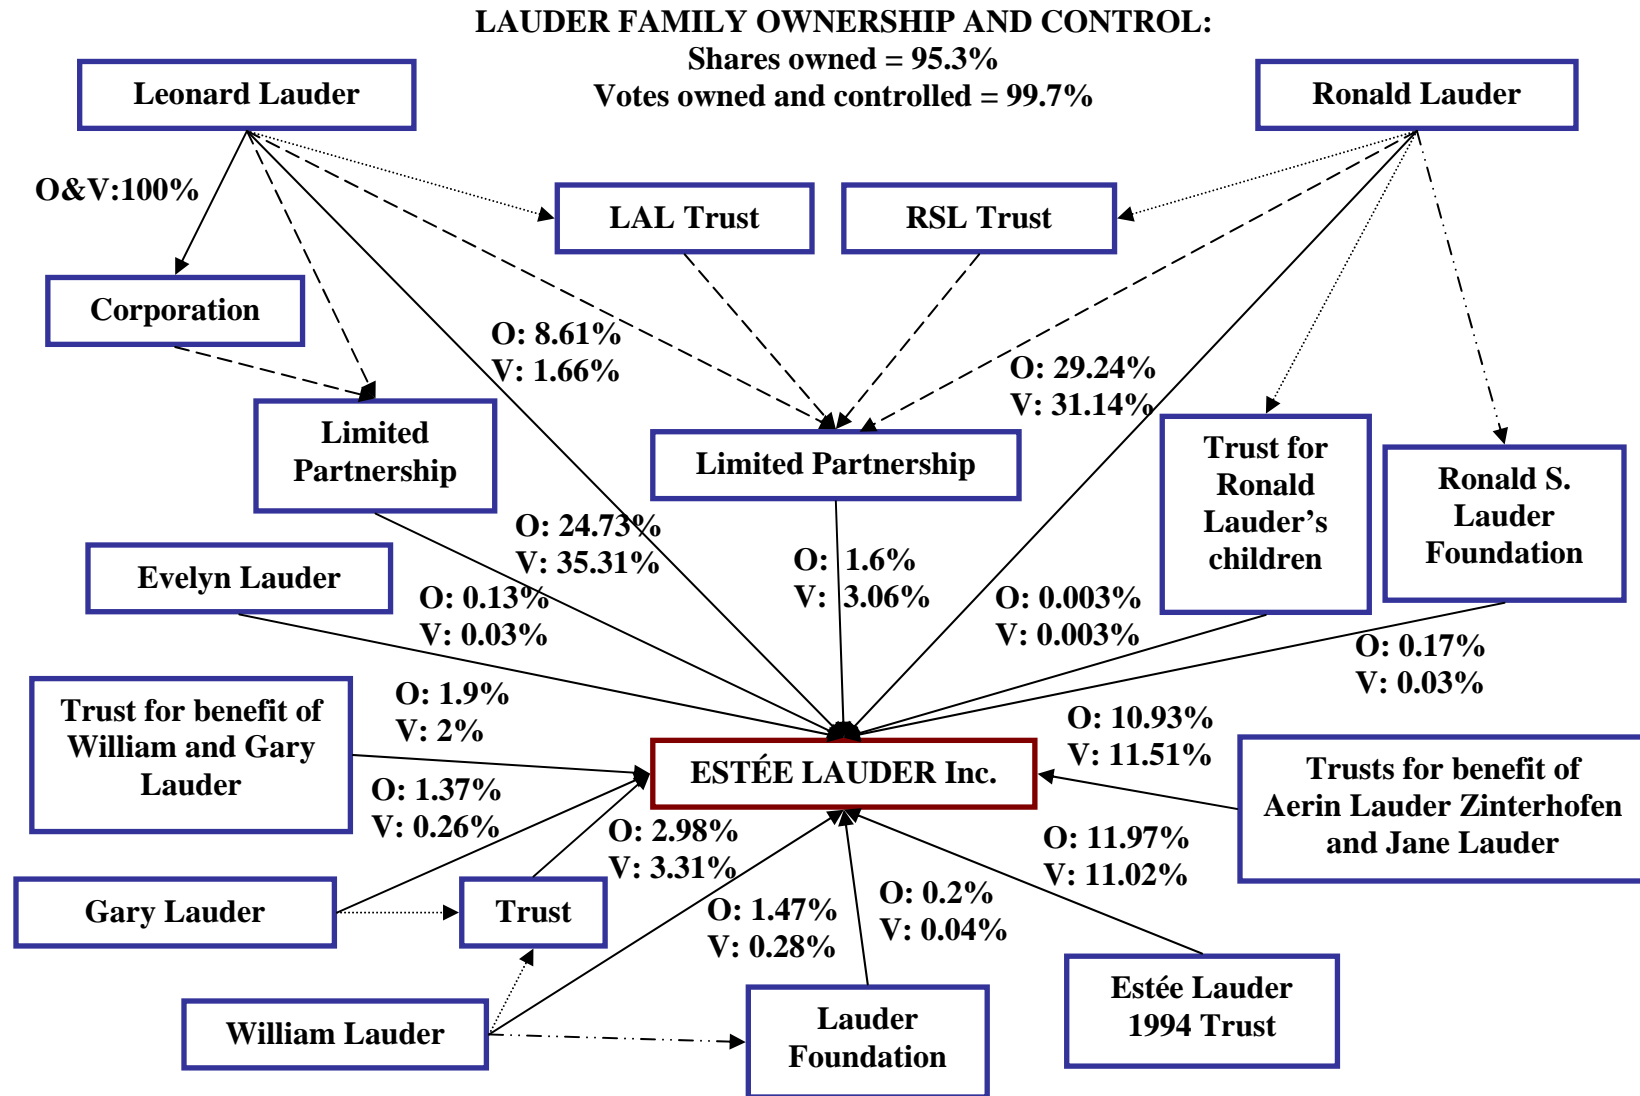 LAUDER FAMILY OWNERSHIP AND CONTROL:
Shares owned = 95.3%
Votes owned and controlled = 99.7%
Leonard Lauder
Ronald Lauder
O&V:100%
LAL Trust
RSL Trust
Corporation
O: 8.61%
V: 1.66%
O: 29.24%
V: 31.14%
Limited
Partnership
Limited Partnership
Trust for
Ronald
Lauder’s
children
Ronald S.
Lauder
Foundation
O: 24.73%
V: 35.31%
O: 1.6%
V: 3.06%
Evelyn Lauder
O: 0.13%
V: 0.03%
O: 0.003%
V: 0.003%
O: 0.17%
V: 0.03%
Trust for benefit of
William and Gary
Lauder
O: 1.9%
V: 2%
O: 10.93%
V: 11.51%
ESTÉE LAUDER Inc.
Trusts for benefit of
Aerin Lauder Zinterhofen
and Jane Lauder
O: 1.37%
V: 0.26%
O: 2.98%
V: 3.31%
O: 11.97%
V: 11.02%
Gary Lauder
Trust
O: 1.47%
V: 0.28%
O: 0.2%
V: 0.04%
William Lauder
Lauder
Foundation
Estée Lauder
1994 Trust